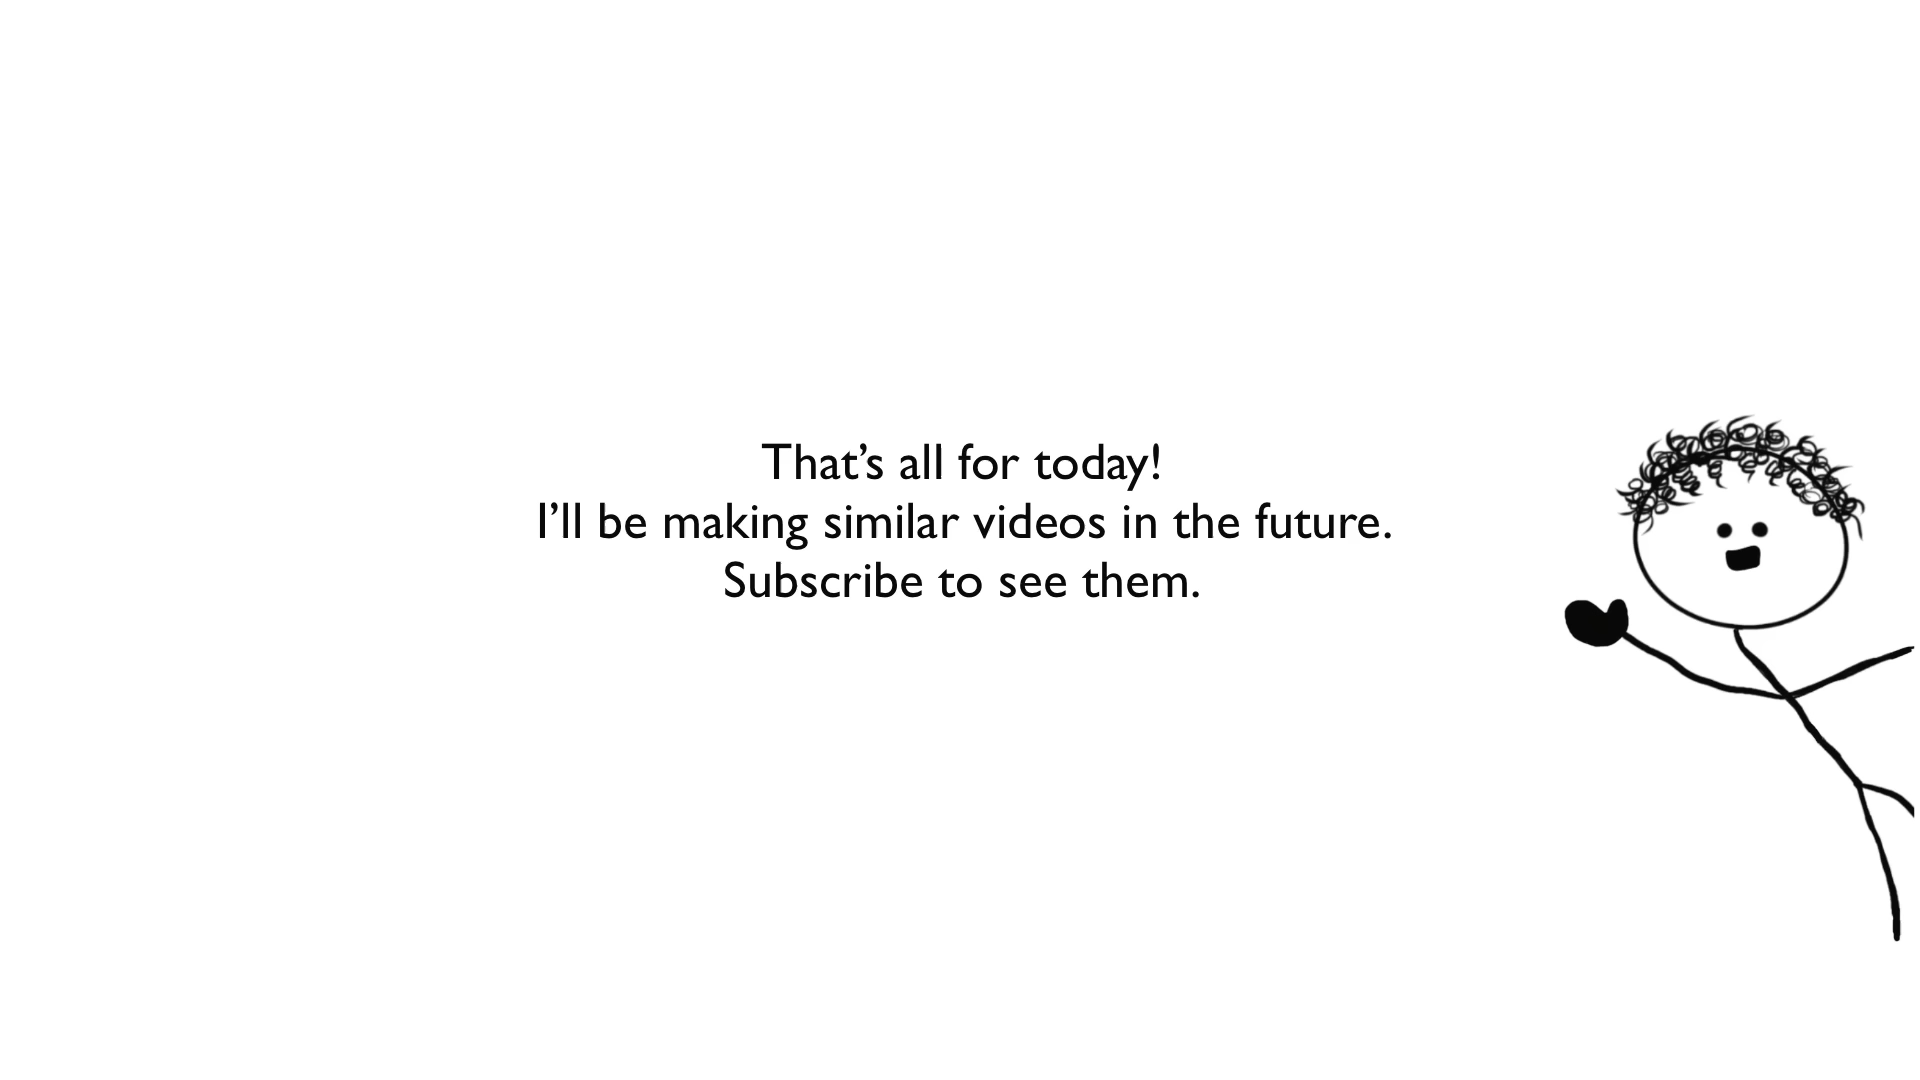 That’s all for today!
I’ll be making similar videos in the future.
Subscribe to see them.